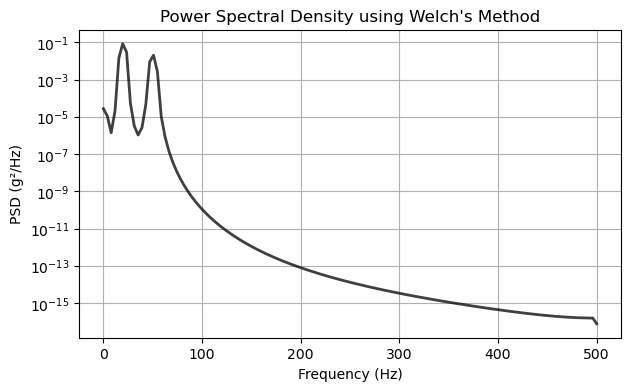 Power Spectral Density using Welch's Method
PSD (g²/Hz)
10⁻¹
10⁻³
10⁻⁵
10⁻⁷
10⁻⁹
10⁻¹¹
10⁻¹³
10⁻¹⁵
0 100 200 300 400 500
Frequency (Hz)